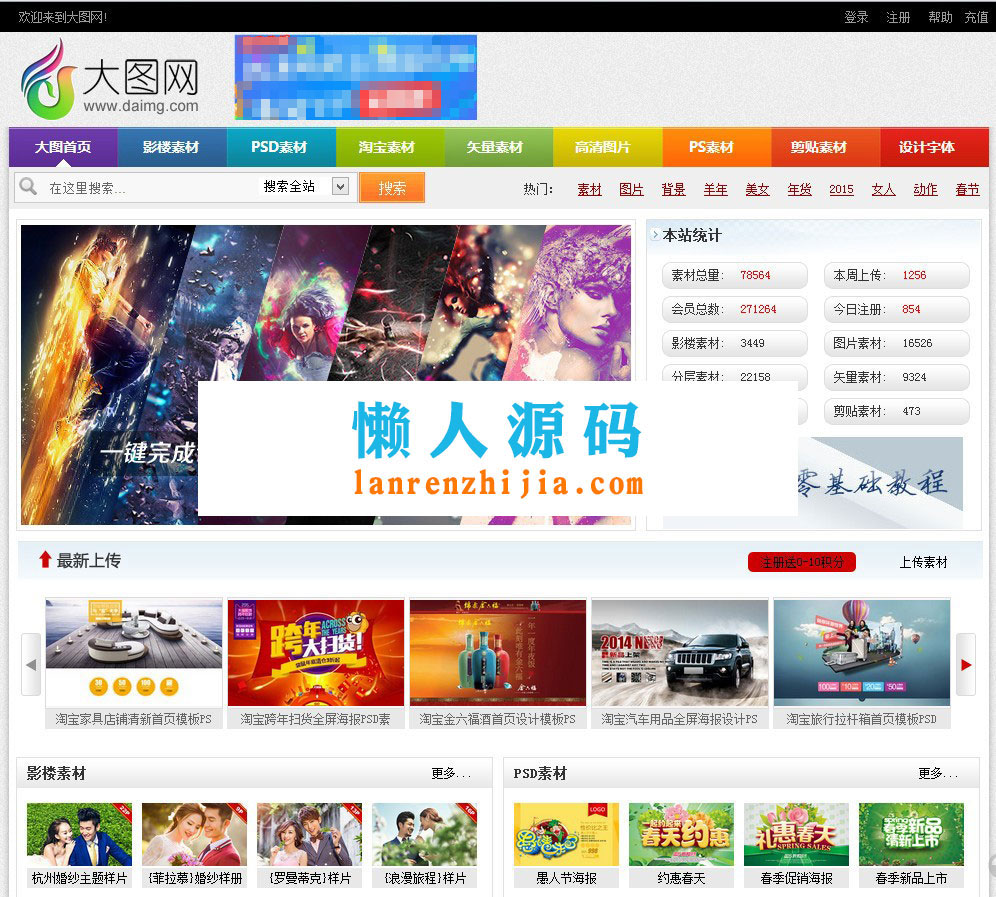 欢迎来到大图网! 登录 注册 帮助 充值
大图网
www.daimg.com
大图首页 影楼素材 PSD素材 淘宝素材 矢量素材 高清图片 PS素材 剪贴素材 设计字体
在这里搜索... 搜索全站 搜索 热门: 素材 图片 背景 羊年 美女 年货 2015 女人 动作 春节
本站统计
素材总量: 78564 本周上传: 1256
会员总数: 271264 今日注册: 854
影楼素材: 3449 图片素材: 16526
分层素材: 22158 矢量素材: 9324
剪贴素材: 473
一键完成
懒人源码
lanrenzhijia.com
零基础教程
最新上传 注册送0-10积分 上传素材
跨年
ACROSS THE YEARS
大扫货!
2014 NEW
淘宝家具店铺清新首页模板PS 淘宝跨年扫货全屏海报PSD素 淘宝金六福酒首页设计模板PS 淘宝汽车用品全屏海报设计PS 淘宝旅行拉杆箱首页模板PSD
影楼素材 更多... PSD素材 更多...
LOGO
春天约惠
礼惠春天
SPRING SALES
春季新品
清新上市
杭州婚纱主题样片 {菲拉慕}婚纱样册 {罗曼蒂克}样片 {浪漫旅程}样片 愚人节海报 约惠春天 春季促销海报 春季新品上市